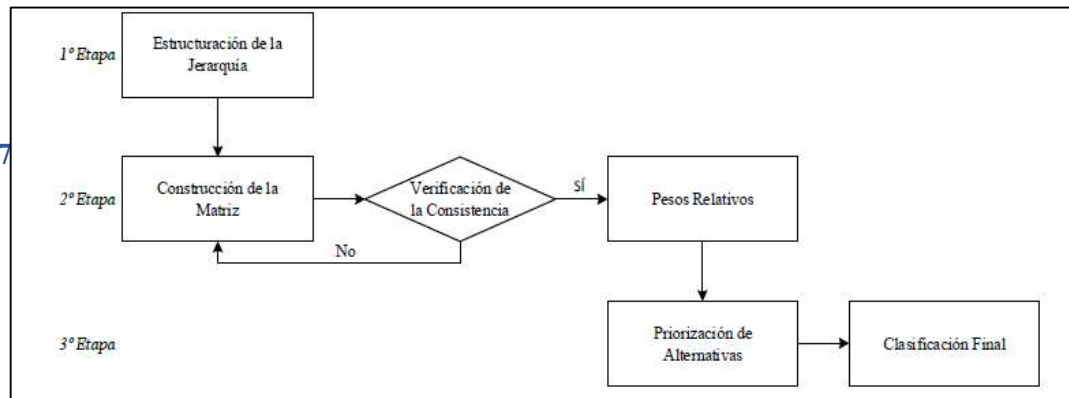 1º Etapa
Estructuración de la
Jerarquía
7
2º Etapa
Construcción de la
Matriz
Verificación de
la Consistencia
SÍ
Pesos Relativos
No
3º Etapa
Priorización de
Alternativas
Clasificación Final